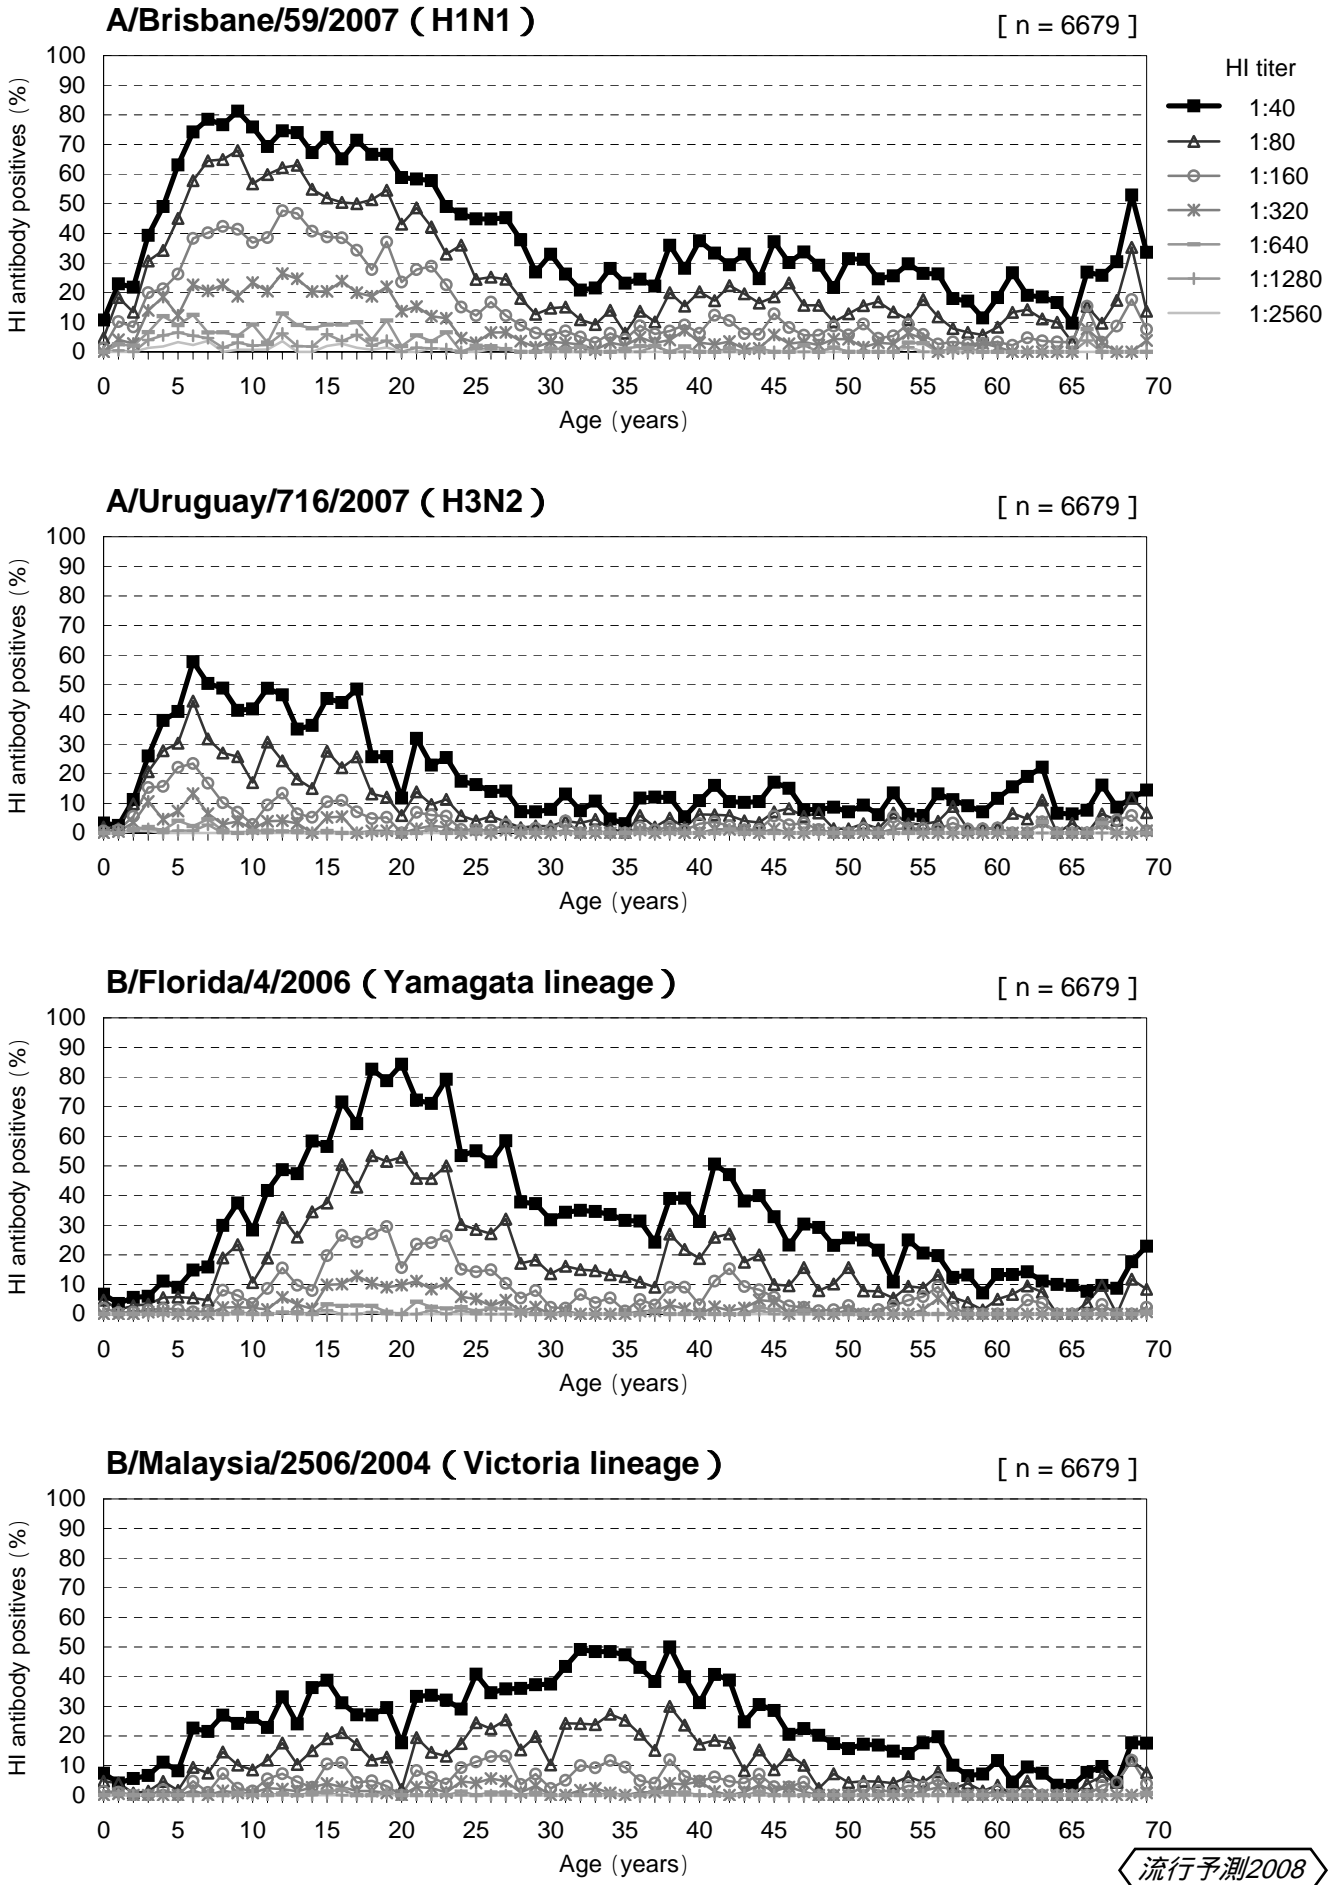 A/Brisbane/59/2007 ( H1N1 )
[ n = 6679 ]
HI titer
1:40
1:80
1:160
1:320
1:640
1:1280
1:2560
HI antibody positives (%)
100
90
80
70
60
50
40
30
20
10
0
0 5 10 15 20 25 30 35 40 45 50 55 60 65 70
Age (years)
A/Uruguay/716/2007 ( H3N2 )
[ n = 6679 ]
HI antibody positives (%)
100
90
80
70
60
50
40
30
20
10
0
0 5 10 15 20 25 30 35 40 45 50 55 60 65 70
Age (years)
B/Florida/4/2006 ( Yamagata lineage )
[ n = 6679 ]
HI antibody positives (%)
100
90
80
70
60
50
40
30
20
10
0
0 5 10 15 20 25 30 35 40 45 50 55 60 65 70
Age (years)
B/Malaysia/2506/2004 ( Victoria lineage )
[ n = 6679 ]
HI antibody positives (%)
100
90
80
70
60
50
40
30
20
10
0
0 5 10 15 20 25 30 35 40 45 50 55 60 65 70
Age (years)
流行予測2008